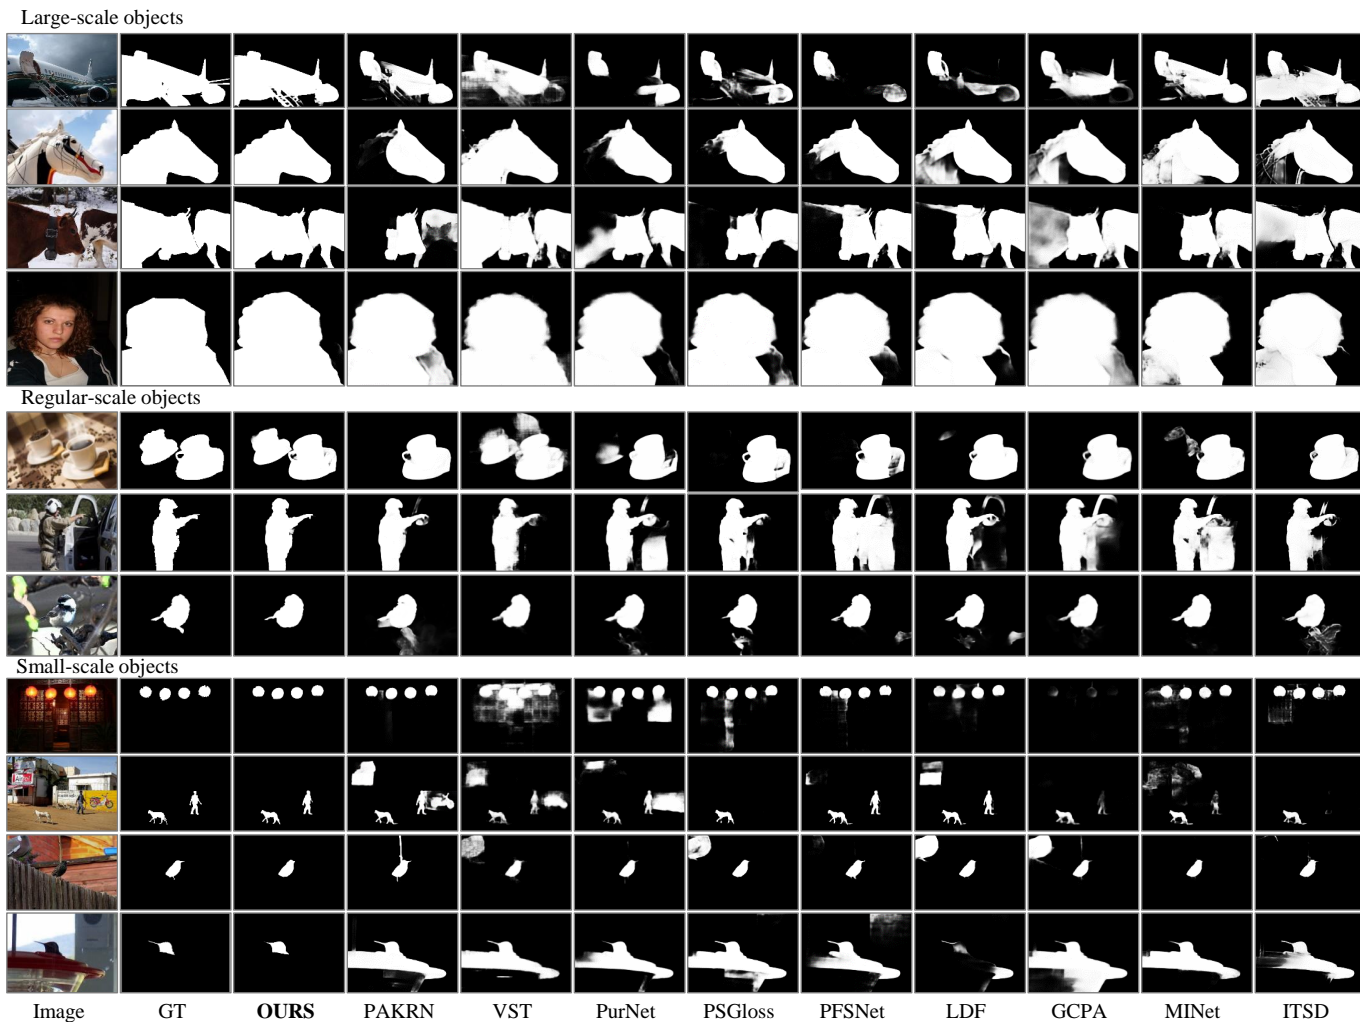 Large-scale objects
Regular-scale objects
Small-scale objects
Image GT OURS PAKRN VST PurNet PSGloss PFSNet LDF GCPA MINet ITSD